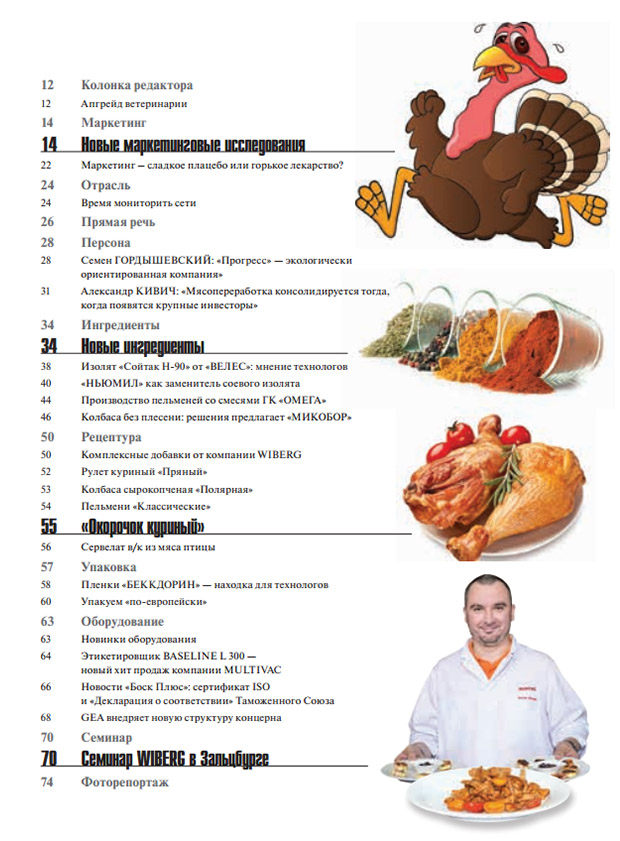 12 Колонка редактора
12 Апгрейд ветеринарии
14 Маркетинг
14 Новые маркетинговые исследования
22 Маркетинг — сладкое плацебо или горькое лекарство?
24 Отрасль
24 Время мониторить сети
26 Прямая речь
28 Персона
28 Семен ГОРДЫШЕВСКИЙ: «Прогресс» — экологически
ориентированная компания»
31 Александр КИВИЧ: «Мясопереработка консолидируется тогда,
когда появятся крупные инвесторы»
34 Ингредиенты
34 Новые ингредиенты
38 Изолят «Сойтак Н-90» от «ВЕЛЕС»: мнение технологов
40 «НЬЮМИЛ» как заменитель соевого изолята
44 Производство пельменей со смесями ГК «ОМЕГА»
46 Колбаса без плесени: решения предлагает «МИКОБОР»
50 Рецептура
50 Комплексные добавки от компании WIBERG
52 Рулет куриный «Пряный»
53 Колбаса сырокопченая «Полярная»
54 Пельмени «Классические»
55 «Окорочок куриный»
56 Сервелат в/к из мяса птицы
57 Упаковка
58 Пленки «БЕККДОРИН» — находка для технологов
60 Упакуем «по-европейски»
63 Оборудование
63 Новинки оборудования
64 Этикетировщик BASELINE L 300 —
новый хит продаж компании MULTIVAC
66 Новости «Боск Плюс»: сертификат ISO
и «Декларация о соответствии» Таможенного Союза
68 GEA внедряет новую структуру концерна
70 Семинар
70 Семинар WIBERG в Зальцбурге
74 Фоторепортаж